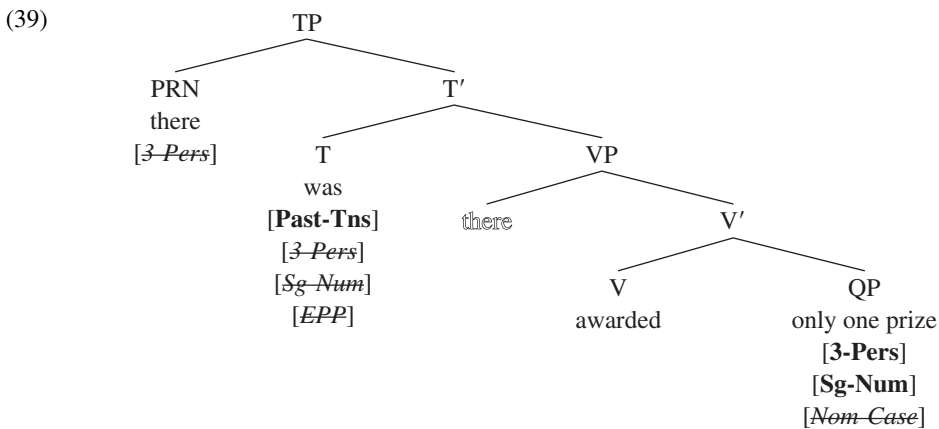 (39)
TP
PRN T′
there
[3-Pers] T VP
was
[Past-Tns] there V′
[3-Pers]
[Sg-Num] V QP
[EPP] awarded only one prize
[3-Pers]
[Sg-Num]
[Nom-Case]